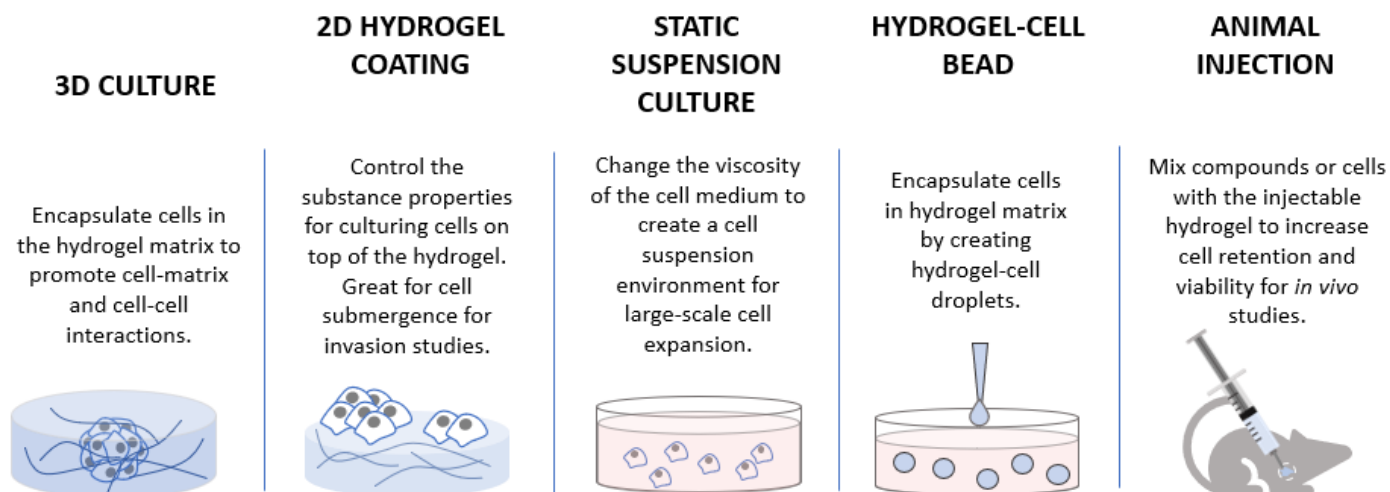 3D CULTURE
Encapsulate cells in
the hydrogel matrix to
promote cell-matrix
and cell-cell
interactions.
2D HYDROGEL
COATING
Control the
substance properties
for culturing cells on
top of the hydrogel.
Great for cell
submergence for
invasion studies.
STATIC
SUSPENSION
CULTURE
Change the viscosity
of the cell medium to
create a cell
suspension
environment for
large-scale cell
expansion.
HYDROGEL-CELL
BEAD
Encapsulate cells
in hydrogel matrix
by creating
hydrogel-cell
droplets.
ANIMAL
INJECTION
Mix compounds or cells
with the injectable
hydrogel to increase
cell retention and
viability for in vivo
studies.